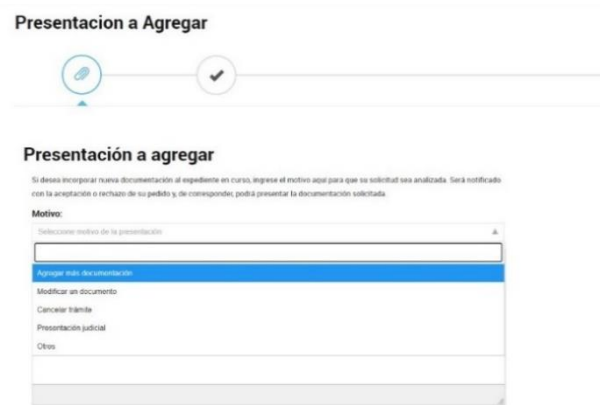 Presentacion a Agregar
Presentación a agregar
Si desea incorporar nueva documentación al expediente en curso, ingrese el motivo aquí para que su solicitud sea analizada. Será notificado
con la aceptación o rechazo de su pedido y, de corresponder, podrá presentar la documentación solicitada.
Motivo:
Seleccione motivo de la presentación
Agregar más documentación
Modificar un documento
Cancelar trámite
Presentación judicial
Otros